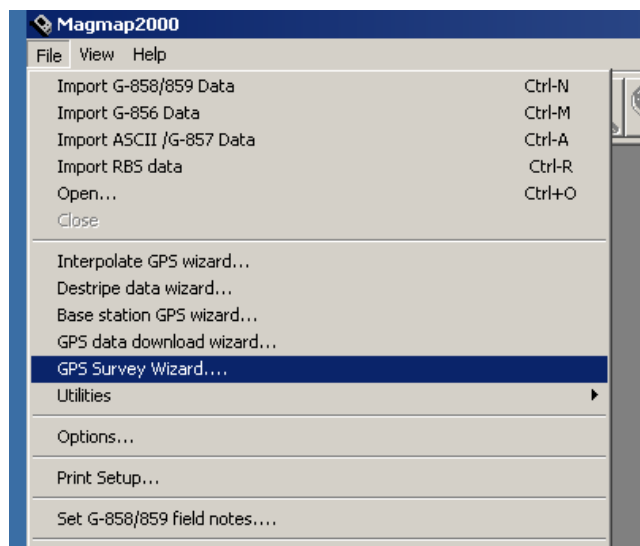 Magmap2000
File View Help
Import G-858/859 Data Ctrl-N
Import G-856 Data Ctrl-M
Import ASCII /G-857 Data Ctrl-A
Import RBS data Ctrl-R
Open... Ctrl+O
Close
Interpolate GPS wizard...
Destripe data wizard...
Base station GPS wizard...
GPS data download wizard...
GPS Survey Wizard....
Utilities
Options...
Print Setup...
Set G-858/859 field notes....